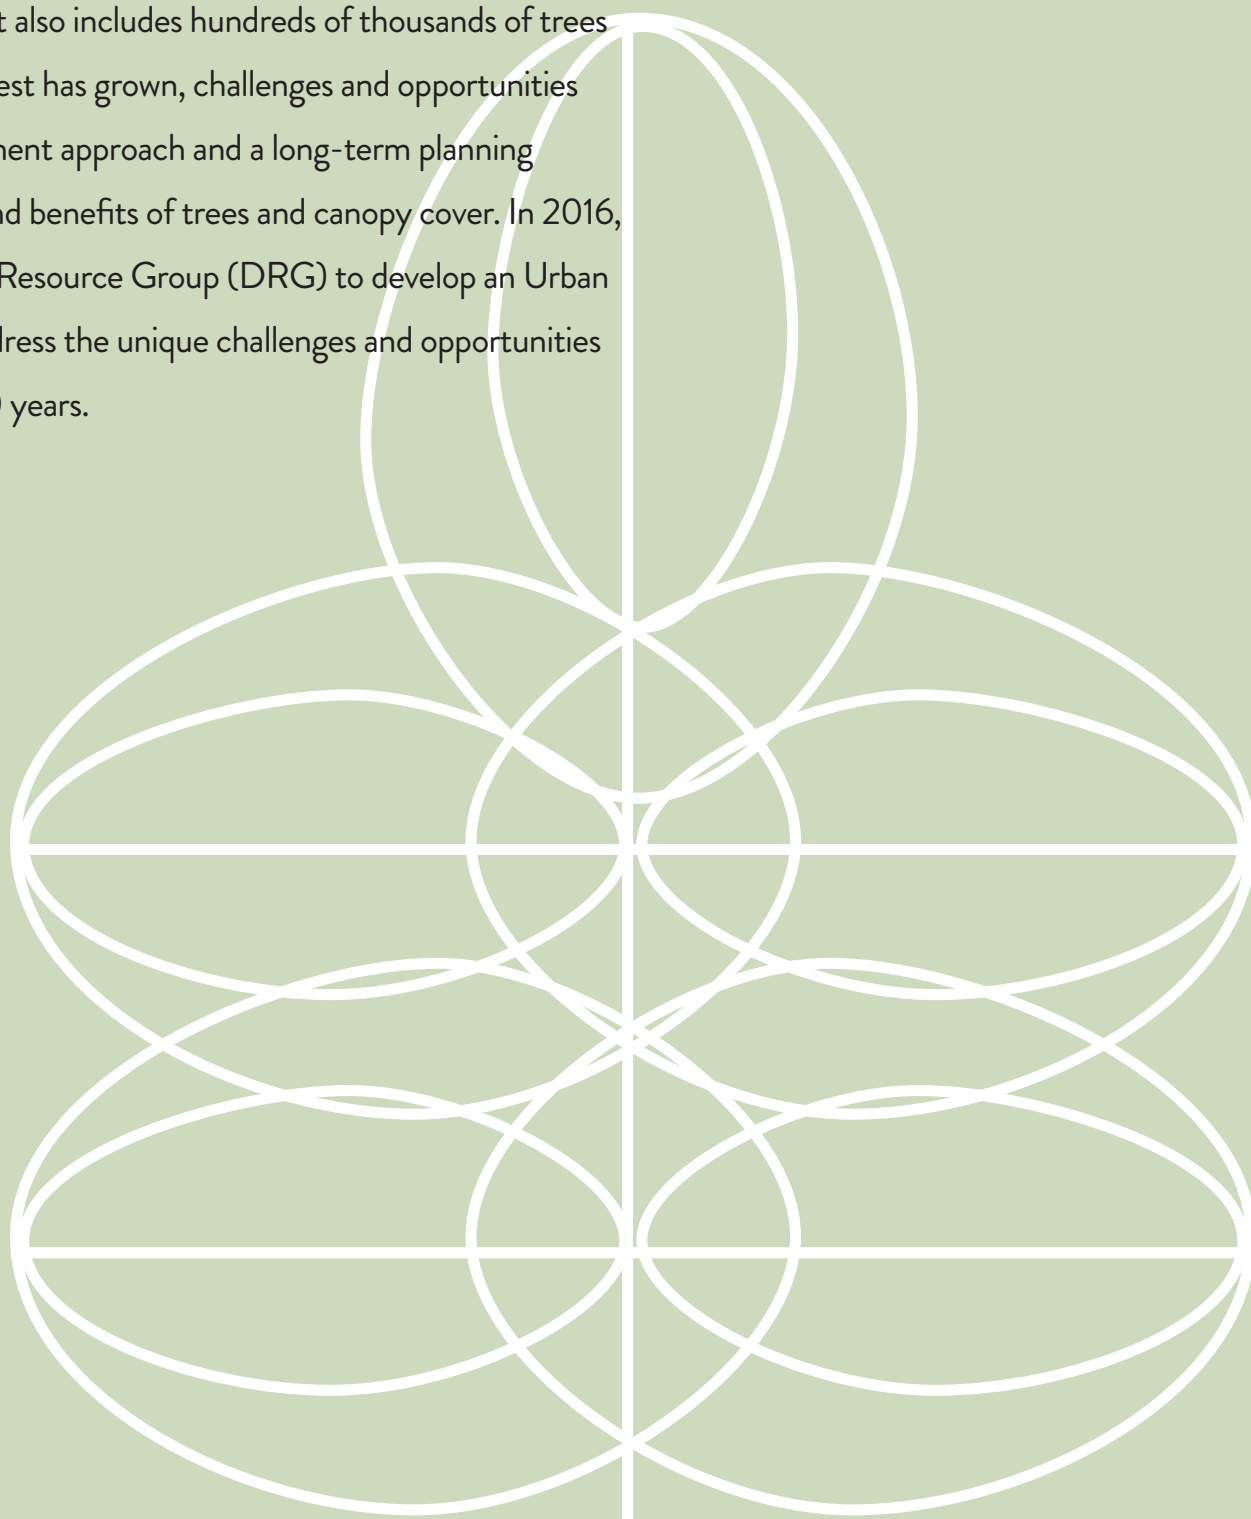 t also includes hundreds of thousands of trees
est has grown, challenges and opportunities
ment approach and a long-term planning
nd benefits of trees and canopy cover. In 2016,
Resource Group (DRG) to develop an Urban
dress the unique challenges and opportunities
years.